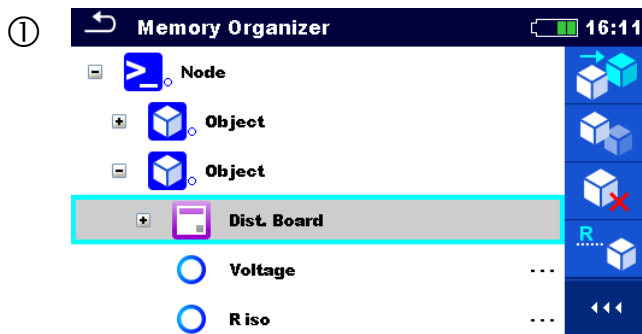 ①
Memory Organizer 16:11
Node
Object
Object
Dist. Board
Voltage ---
R iso ---
R